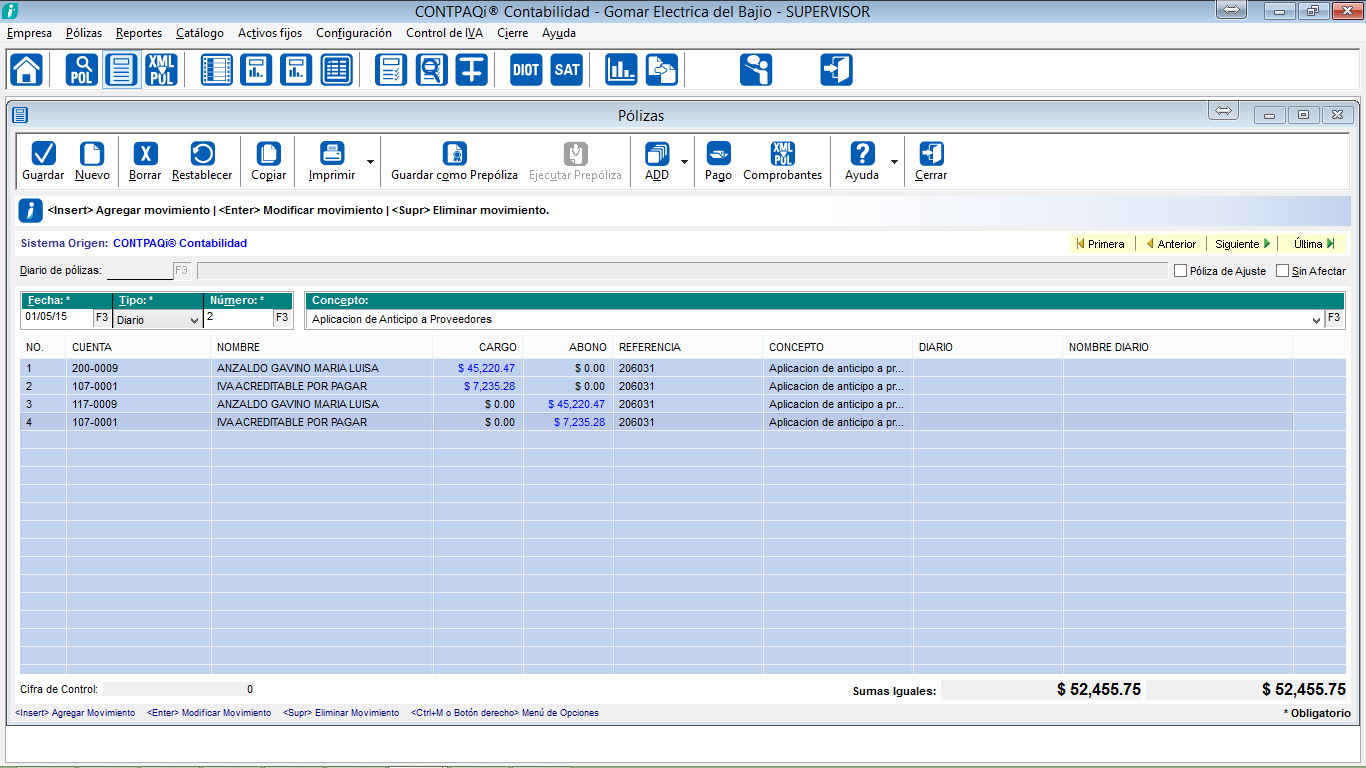 CONTPAQi® Contabilidad - Gomar Electrica del Bajio - SUPERVISOR
Empresa Pólizas Reportes Catálogo Activos fijos Configuración Control de IVA Cierre Ayuda
POL XML PÓL DIOT SAT
Pólizas
Guardar Nuevo Borrar Restablecer Copiar Imprimir Guardar como Prepóliza Ejecutar Prepóliza ADD Pago XML PÓL Comprobantes Ayuda Cerrar
<Insert> Agregar movimiento | <Enter> Modificar movimiento | <Supr> Eliminar movimiento.
Sistema Origen: CONTPAQi® Contabilidad Primera Anterior Siguiente Última
Diario de pólizas: F3 Póliza de Ajuste Sin Afectar
Fecha: * Tipo: * Número: * Concepto:
01/05/15 F3 Diario 2 F3 Aplicacion de Anticipo a Proveedores F3
NO. CUENTA NOMBRE CARGO ABONO REFERENCIA CONCEPTO DIARIO NOMBRE DIARIO
1 200-0009 ANZALDO GAVINO MARIA LUISA $ 45,220.47 $ 0.00 206031 Aplicacion de anticipo a pr...
2 107-0001 IVA ACREDITABLE POR PAGAR $ 7,235.28 $ 0.00 206031 Aplicacion de anticipo a pr...
3 117-0009 ANZALDO GAVINO MARIA LUISA $ 0.00 $ 45,220.47 206031 Aplicacion de anticipo a pr...
4 107-0001 IVA ACREDITABLE POR PAGAR $ 0.00 $ 7,235.28 206031 Aplicacion de anticipo a pr...
Cifra de Control: 0 Sumas Iguales: $ 52,455.75 $ 52,455.75
<Insert> Agregar Movimiento <Enter> Modificar Movimiento <Supr> Eliminar Movimiento <Ctrl+M o Botón derecho> Menú de Opciones * Obligatorio